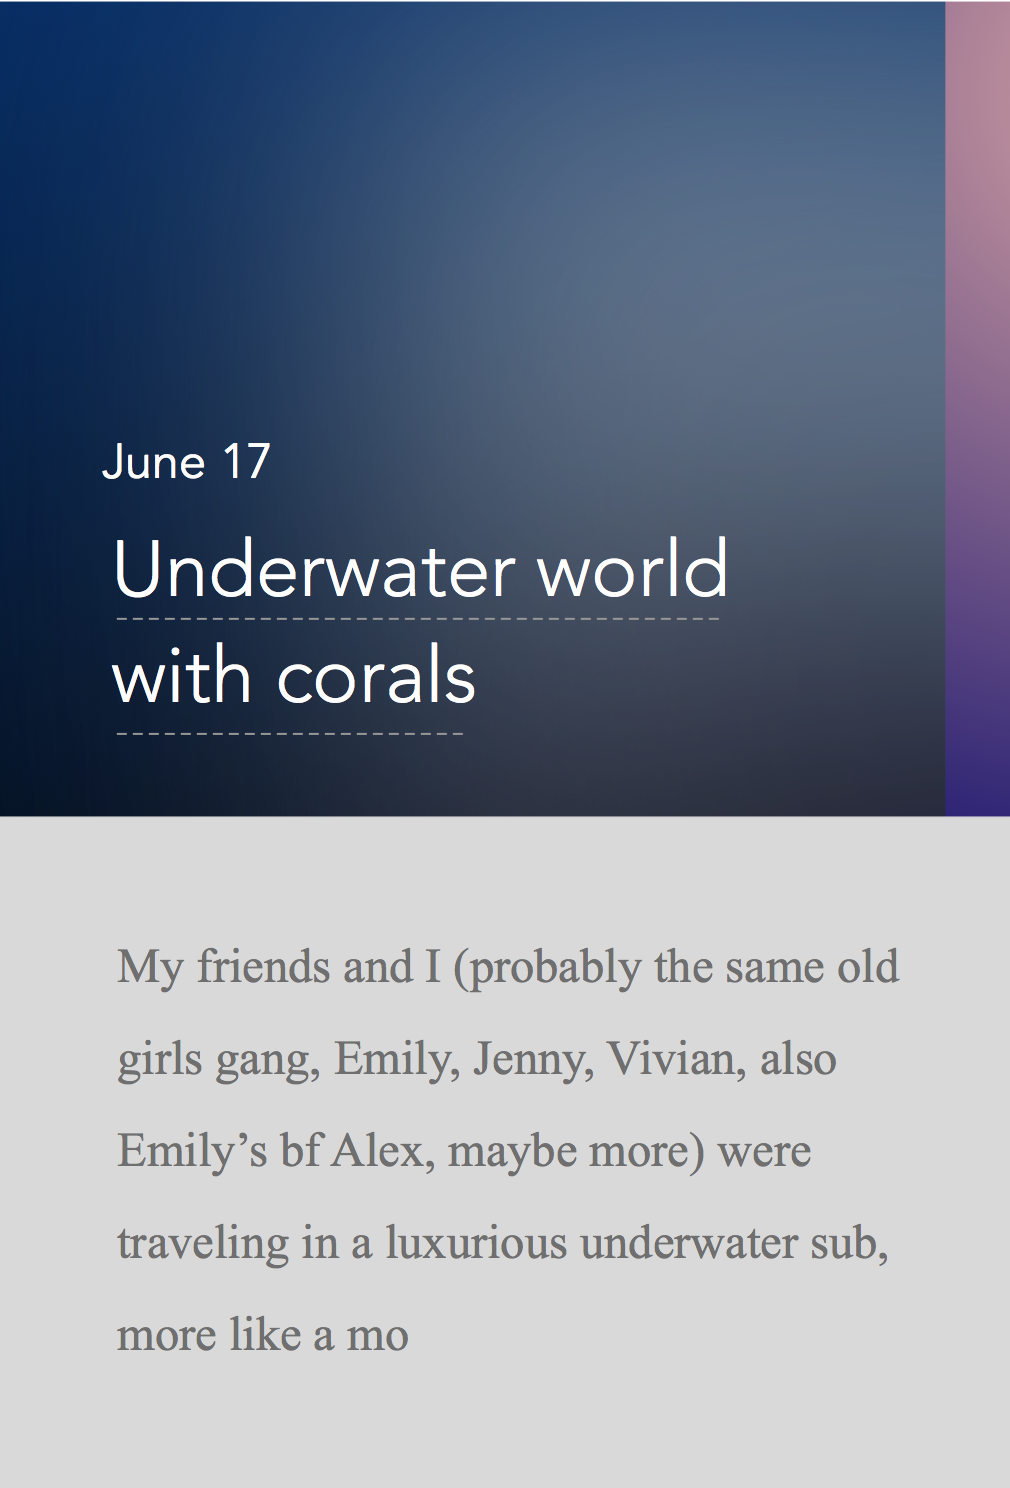 June 17
Underwater world
with corals
My friends and I (probably the same old
girls gang, Emily, Jenny, Vivian, also
Emily’s bf Alex, maybe more) were
traveling in a luxurious underwater sub,
more like a mo